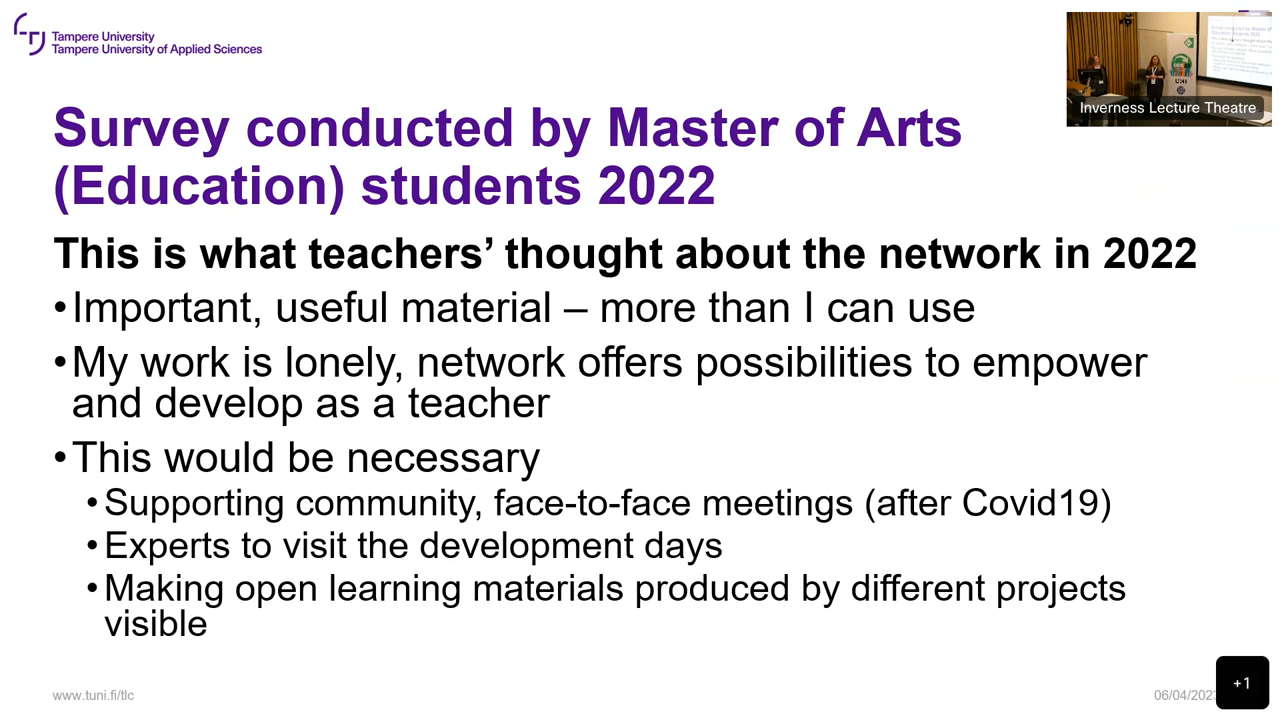 Tampere University
Tampere University of Applied Sciences
Inverness Lecture Theatre
Survey conducted by Master of Arts
(Education) students 2022
This is what teachers’ thought about the network in 2022
•Important, useful material – more than I can use
•My work is lonely, network offers possibilities to empower
and develop as a teacher
•This would be necessary
•Supporting community, face-to-face meetings (after Covid19)
•Experts to visit the development days
•Making open learning materials produced by different projects
visible
www.tuni.fi/tlc
06/04/2023
+1